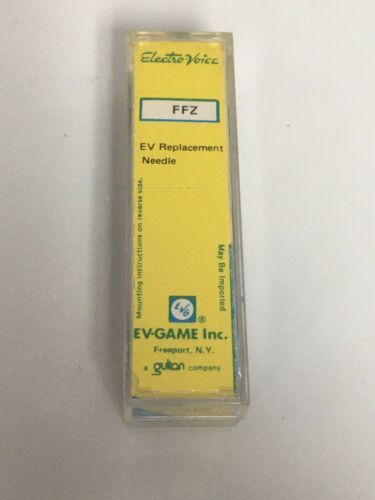 Electro-Voice
FFZ
EV Replacement
Needle
Mounting instructions on reverse side.
May Be Imported
EVG
®
EV-GAME Inc.
Freeport, N.Y.
a gulton company